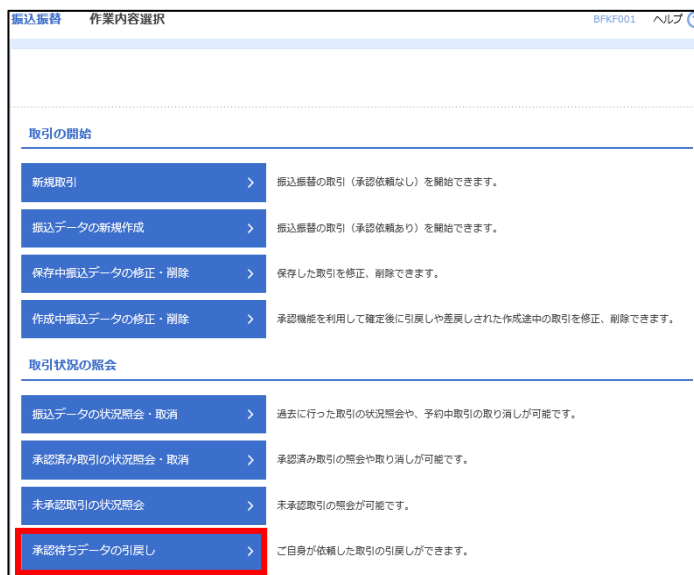 振込振替 作業内容選択 BFKF001 ヘルプ
取引の開始
新規取引 振込振替の取引（承認依頼なし）を開始できます。
振込データの新規作成 振込振替の取引（承認依頼あり）を開始できます。
保存中振込データの修正・削除 保存した取引を修正、削除できます。
作成中振込データの修正・削除 承認機能を利用して確定後に引戻しや差戻しされた作成途中の取引を修正、削除できます。
取引状況の照会
振込データの状況照会・取消 過去に行った取引の状況照会や、予約中取引の取り消しが可能です。
承認済み取引の状況照会・取消 承認済み取引の照会や取り消しが可能です。
未承認取引の状況照会 未承認取引の照会が可能です。
承認待ちデータの引戻し ご自身が依頼した取引の引戻しができます。